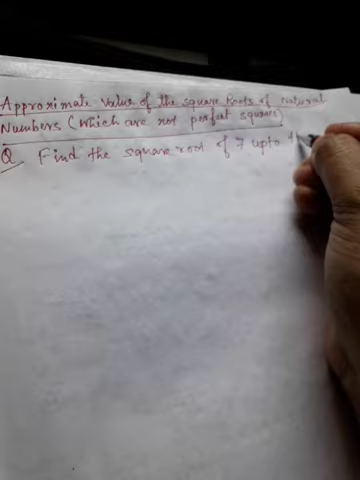 Approximate value of the square Roots of natural
Numbers (which are not perfect squares)
Q. Find the square root of 7 upto